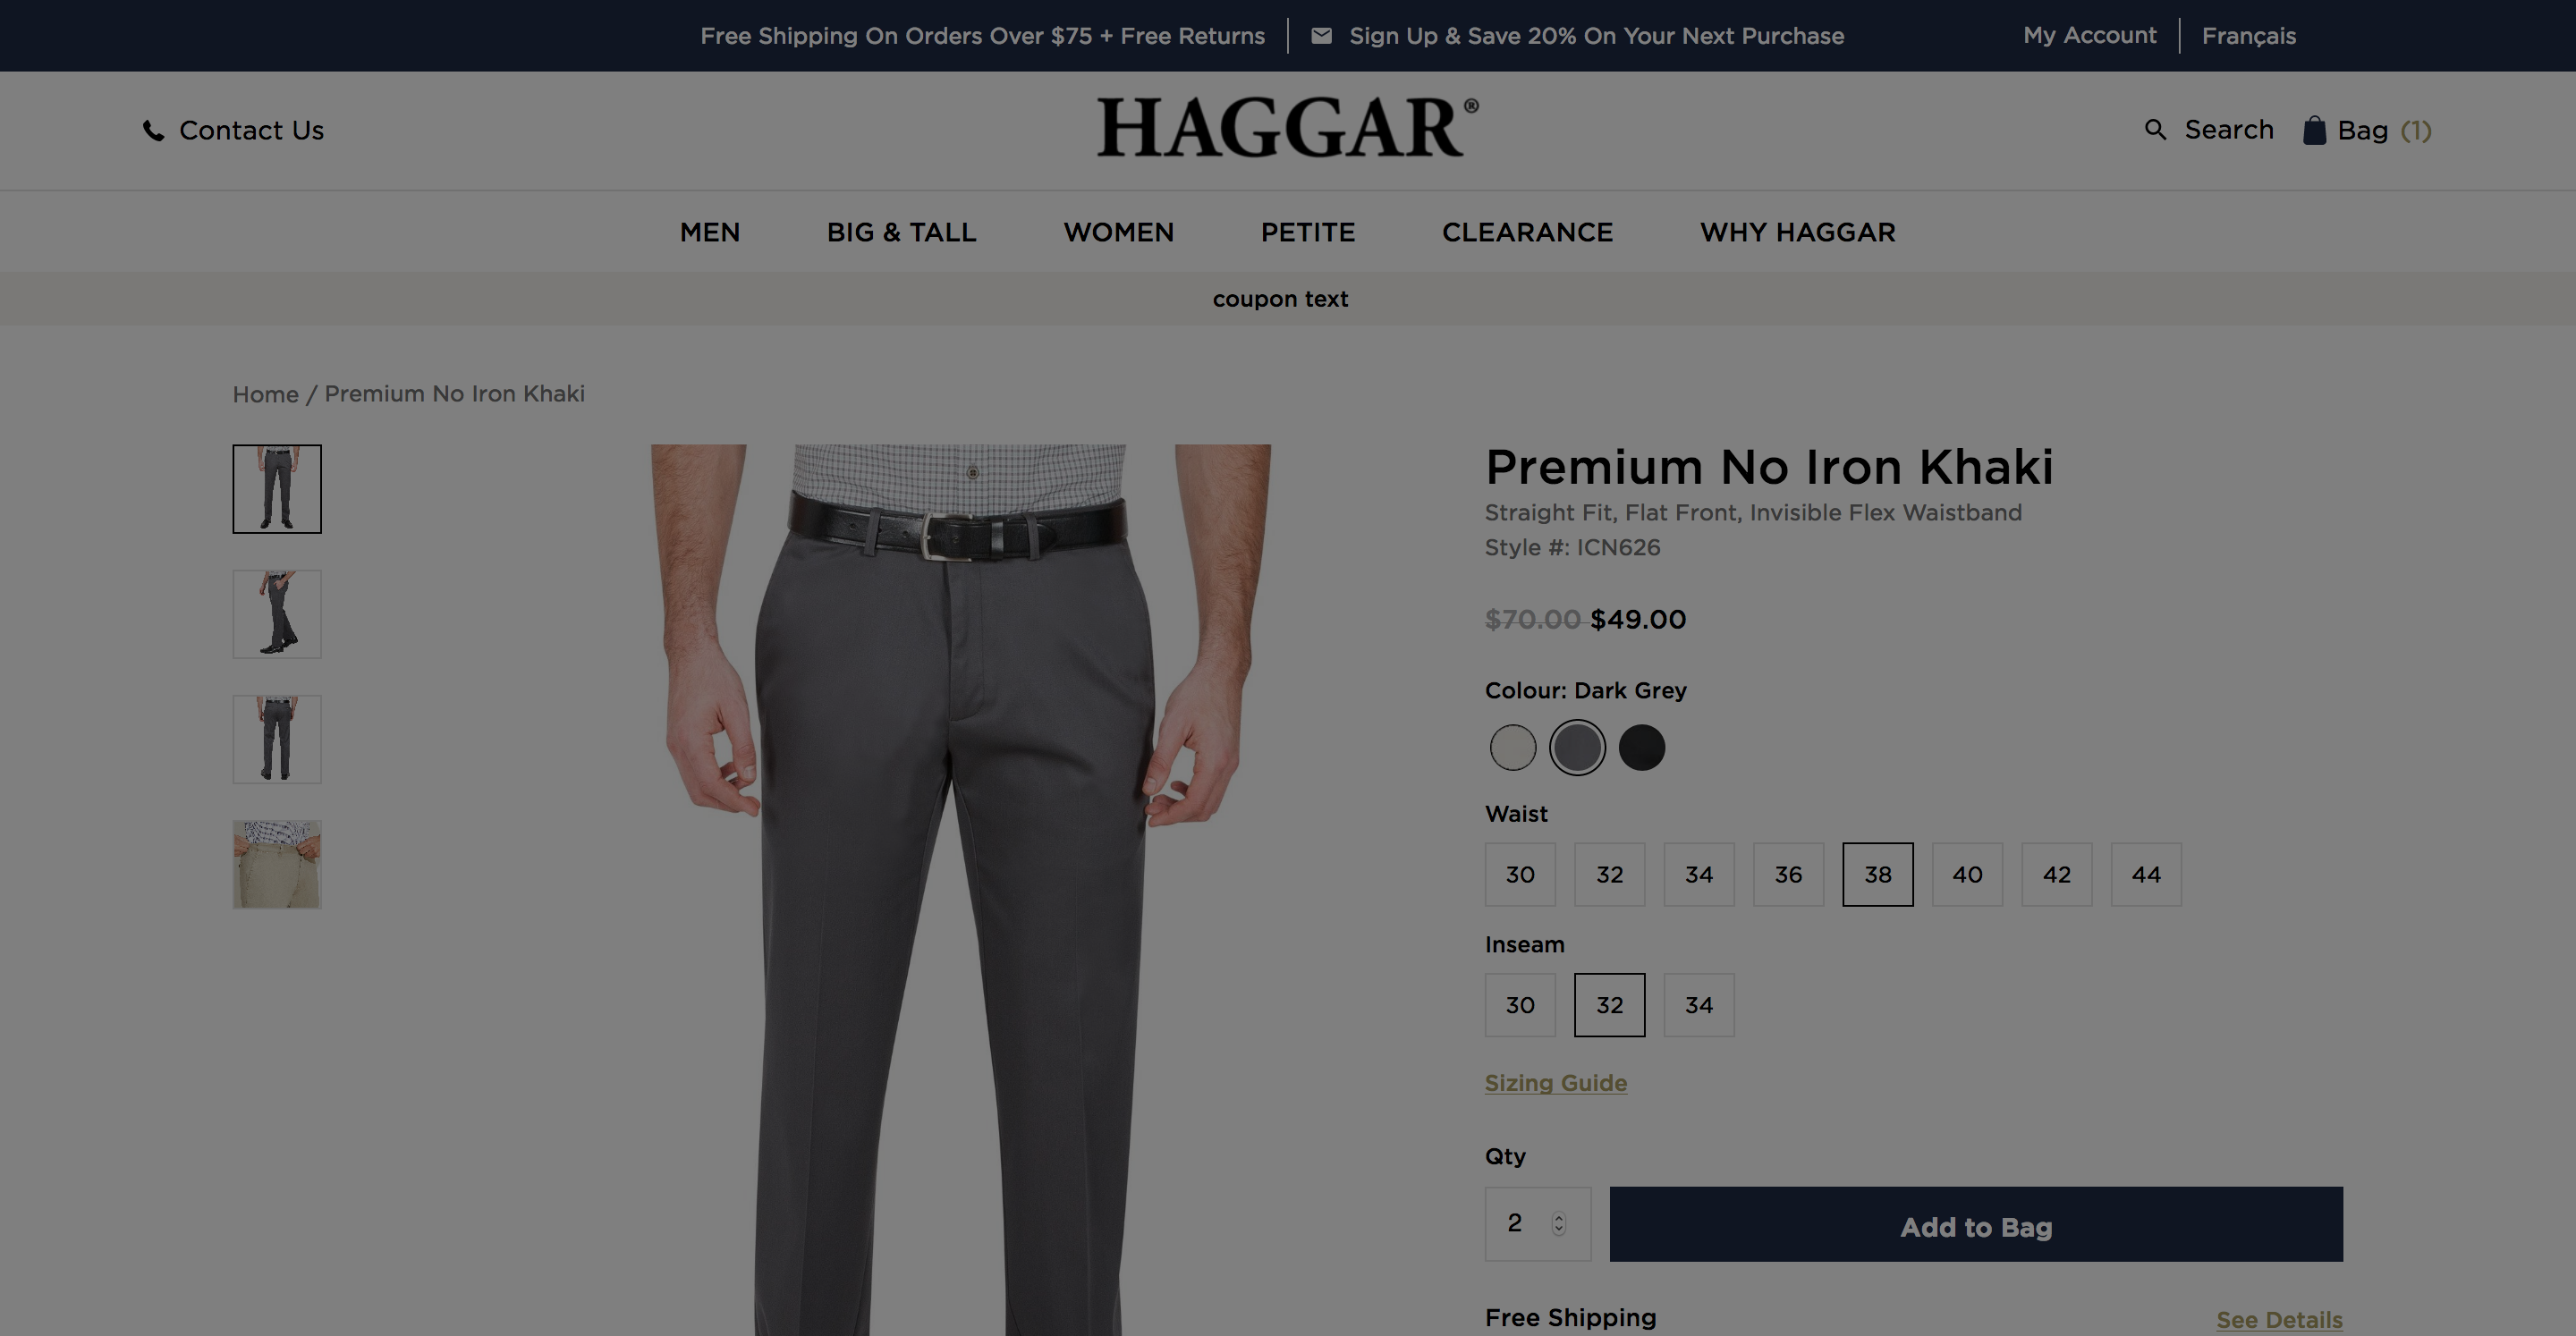 Free Shipping On Orders Over $75 + Free Returns
Sign Up & Save 20% On Your Next Purchase
My Account
Français
Contact Us
HAGGAR®
Search
Bag (1)
MEN
BIG & TALL
WOMEN
PETITE
CLEARANCE
WHY HAGGAR
coupon text
Home / Premium No Iron Khaki
Premium No Iron Khaki
Straight Fit, Flat Front, Invisible Flex Waistband
Style #: ICN626
$70.00 $49.00
Colour: Dark Grey
Waist
30 32 34 36 38 40 42 44
Inseam
30 32 34
Sizing Guide
Qty
2
Add to Bag
Free Shipping
See Details